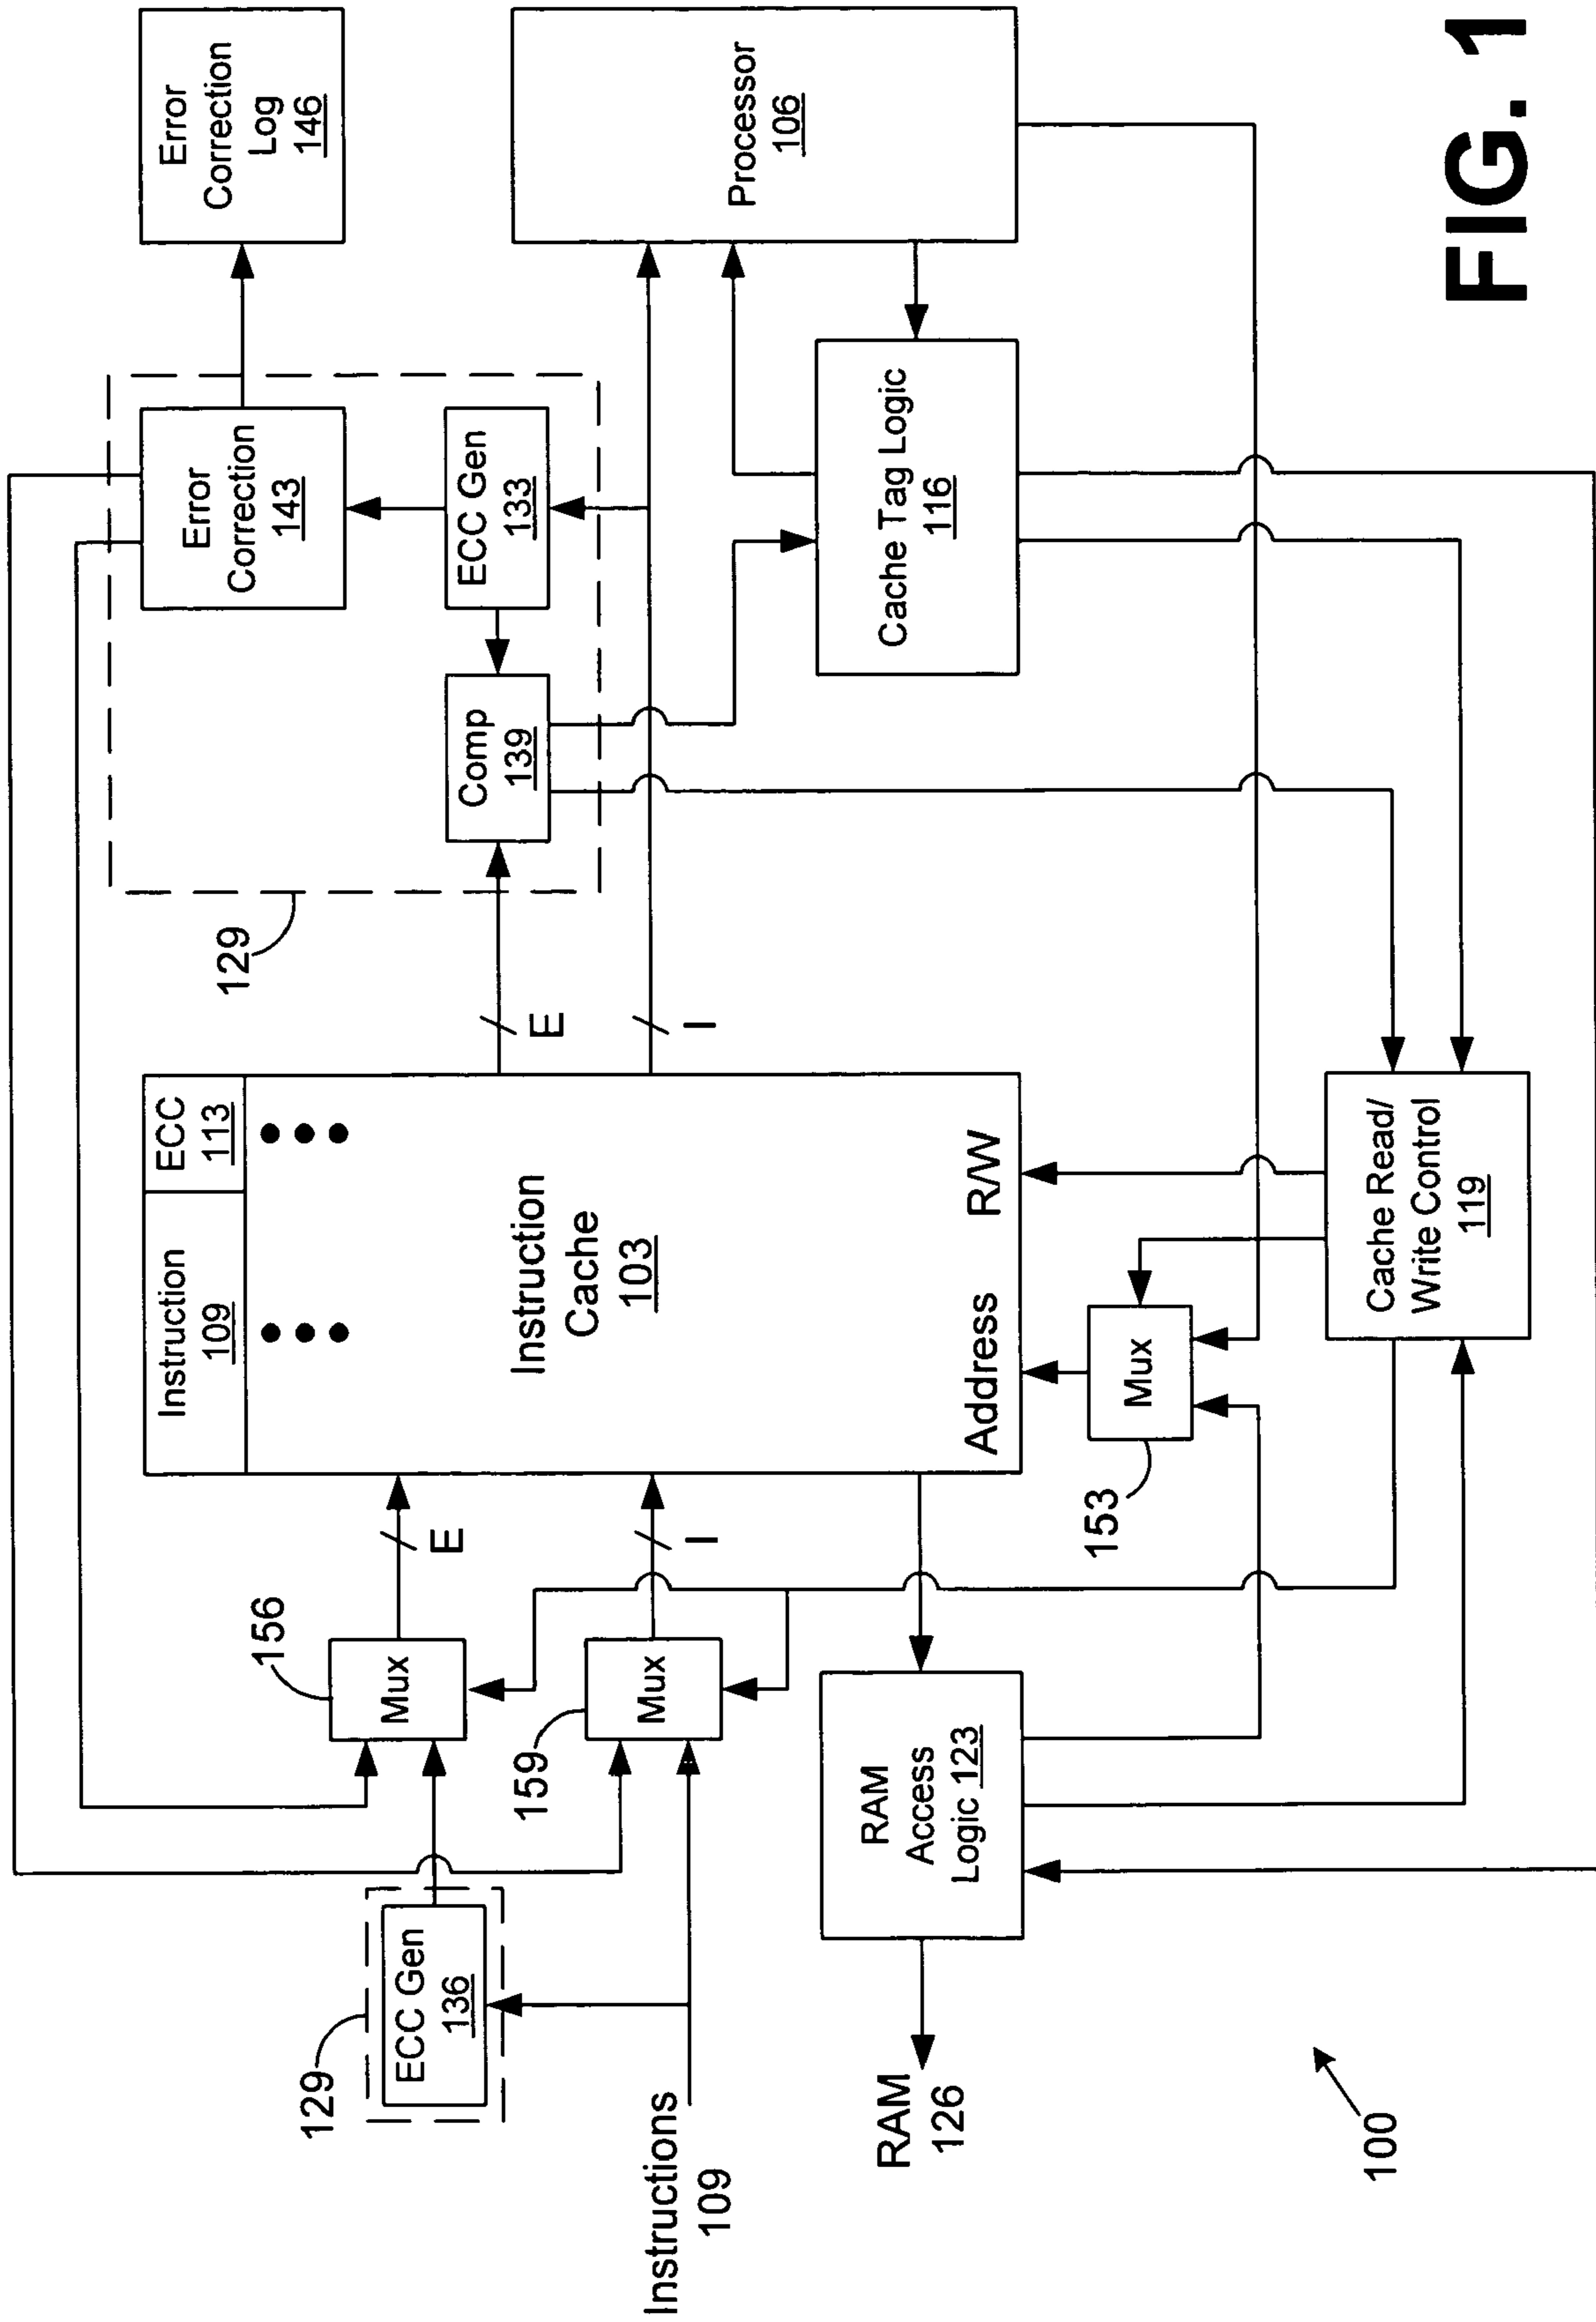 Error
Correction
Log
146
Error
Correction
143
ECC Gen
133
Comp
139
129
Processor
106
Cache Tag Logic
116
Instruction
109
ECC
113
Instruction
Cache
103
Address
R/W
E
I
E
I
156
Mux
159
Mux
129
ECC Gen
136
Instructions
109
RAM
Access
Logic 123
RAM
126
153
Mux
Cache Read/
Write Control
119
100
FIG. 1